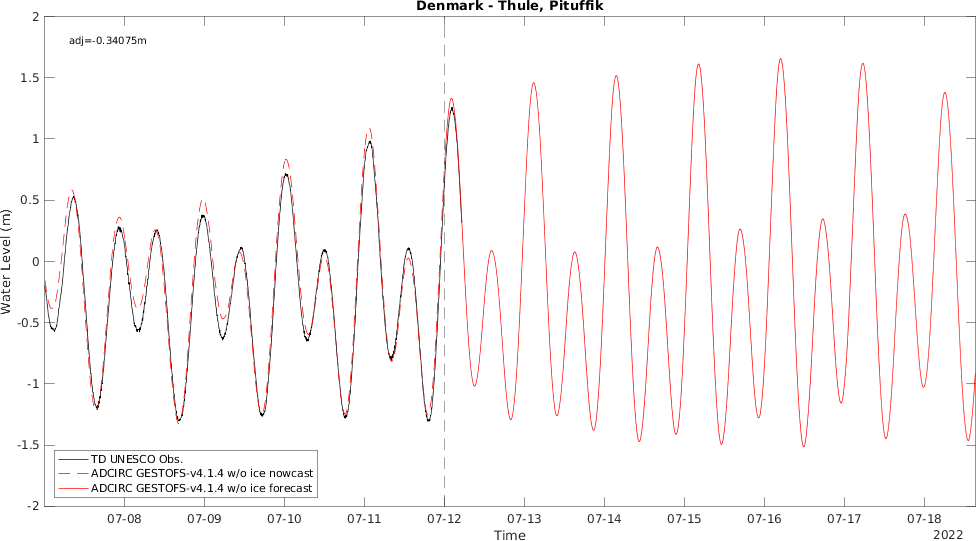 Denmark - Thule, Pituffik
adj=-0.34075m
2
1.5
1
0.5
0
-0.5
-1
-1.5
-2
Water Level (m)
TD UNESCO Obs.
ADCIRC GESTOFS-v4.1.4 w/o ice nowcast
ADCIRC GESTOFS-v4.1.4 w/o ice forecast
07-08 07-09 07-10 07-11 07-12 07-13 07-14 07-15 07-16 07-17 07-18
Time
2022